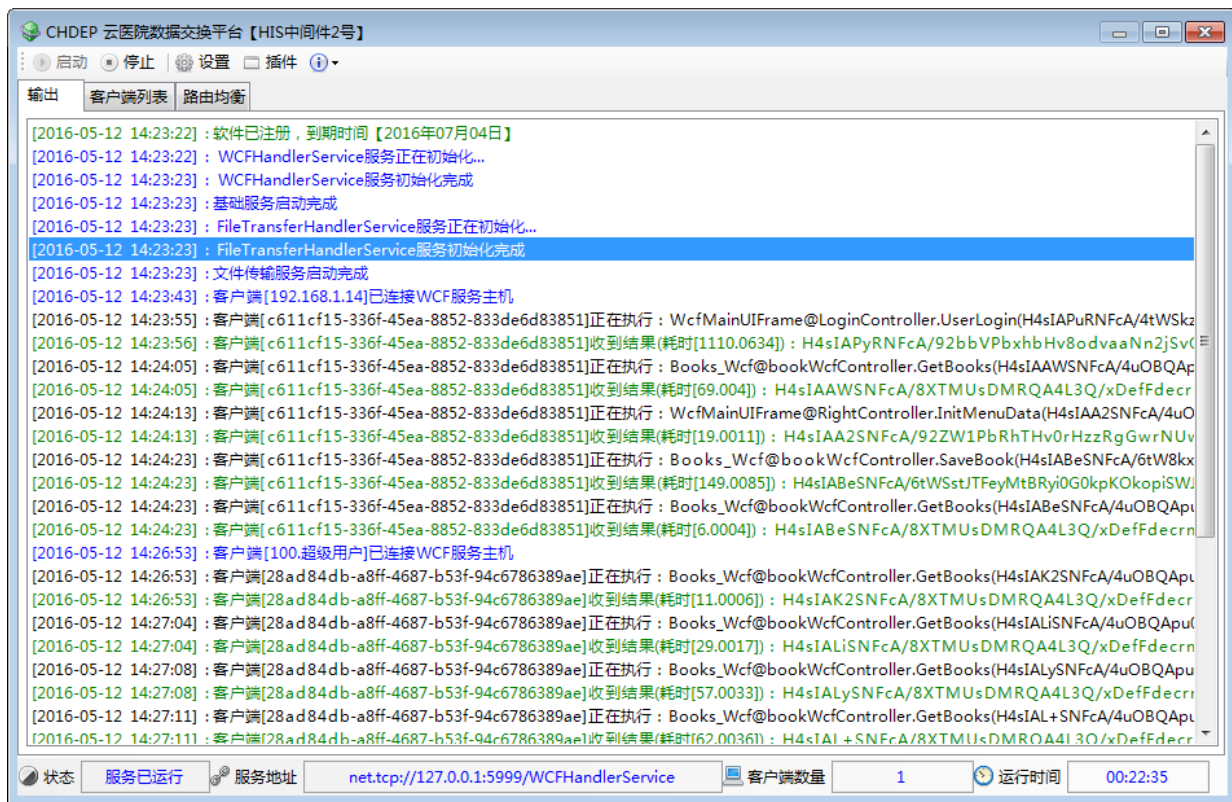 CHDEP 云医院数据交换平台【HIS中间件2号】
启动 停止 设置 插件
输出 客户端列表 路由均衡
[2016-05-12 14:23:22] : 软件已注册，到期时间【2016年07月04日】
[2016-05-12 14:23:22] : WCFHandlerService服务正在初始化...
[2016-05-12 14:23:23] : WCFHandlerService服务初始化完成
[2016-05-12 14:23:23] : 基础服务启动完成
[2016-05-12 14:23:23] : FileTransferHandlerService服务正在初始化...
[2016-05-12 14:23:23] : FileTransferHandlerService服务初始化完成
[2016-05-12 14:23:23] : 文件传输服务启动完成
[2016-05-12 14:23:43] : 客户端[192.168.1.14]已连接WCF服务主机
[2016-05-12 14:23:55] : 客户端[c611cf15-336f-45ea-8852-833de6d83851]正在执行：WcfMainUIFrame@LoginController.UserLogin(H4sIAPuRNFcA/4tWSkz
[2016-05-12 14:23:56] : 客户端[c611cf15-336f-45ea-8852-833de6d83851]收到结果(耗时[1110.0634])：H4sIAPyRNFcA/92bbVPbxhbHv8odvaaNn2jSv
[2016-05-12 14:24:05] : 客户端[c611cf15-336f-45ea-8852-833de6d83851]正在执行：Books_Wcf@bookWcfController.GetBooks(H4sIAAWSNFcA/4uOBQAp
[2016-05-12 14:24:05] : 客户端[c611cf15-336f-45ea-8852-833de6d83851]收到结果(耗时[69.004])：H4sIAAWSNFcA/8XTMUsDMRQA4L3Q/xDefFdecr
[2016-05-12 14:24:13] : 客户端[c611cf15-336f-45ea-8852-833de6d83851]正在执行：WcfMainUIFrame@RightController.InitMenuData(H4sIAA2SNFcA/4uO
[2016-05-12 14:24:13] : 客户端[c611cf15-336f-45ea-8852-833de6d83851]收到结果(耗时[19.0011])：H4sIAA2SNFcA/92ZW1PbRhTHv0rHzzRgGwrNU
[2016-05-12 14:24:23] : 客户端[c611cf15-336f-45ea-8852-833de6d83851]正在执行：Books_Wcf@bookWcfController.SaveBook(H4sIABeSNFcA/6tW8kx
[2016-05-12 14:24:23] : 客户端[c611cf15-336f-45ea-8852-833de6d83851]收到结果(耗时[149.0085])：H4sIABeSNFcA/6tWSstJTFeyMtBRyi0G0kpKOkopiSW
[2016-05-12 14:24:23] : 客户端[c611cf15-336f-45ea-8852-833de6d83851]正在执行：Books_Wcf@bookWcfController.GetBooks(H4sIABeSNFcA/4uOBQAp
[2016-05-12 14:24:23] : 客户端[c611cf15-336f-45ea-8852-833de6d83851]收到结果(耗时[6.0004])：H4sIABeSNFcA/8XTMUsDMRQA4L3Q/xDefFdecrn
[2016-05-12 14:26:53] : 客户端[100.超级用户]已连接WCF服务主机
[2016-05-12 14:26:53] : 客户端[28ad84db-a8ff-4687-b53f-94c6786389ae]正在执行：Books_Wcf@bookWcfController.GetBooks(H4sIAK2SNFcA/4uOBQApu
[2016-05-12 14:26:53] : 客户端[28ad84db-a8ff-4687-b53f-94c6786389ae]收到结果(耗时[11.0006])：H4sIAK2SNFcA/8XTMUsDMRQA4L3Q/xDefFdecr
[2016-05-12 14:27:04] : 客户端[28ad84db-a8ff-4687-b53f-94c6786389ae]正在执行：Books_Wcf@bookWcfController.GetBooks(H4sIALiSNFcA/4uOBQApu
[2016-05-12 14:27:04] : 客户端[28ad84db-a8ff-4687-b53f-94c6786389ae]收到结果(耗时[29.0017])：H4sIALiSNFcA/8XTMUsDMRQA4L3Q/xDefFdecrn
[2016-05-12 14:27:08] : 客户端[28ad84db-a8ff-4687-b53f-94c6786389ae]正在执行：Books_Wcf@bookWcfController.GetBooks(H4sIALySNFcA/4uOBQApu
[2016-05-12 14:27:08] : 客户端[28ad84db-a8ff-4687-b53f-94c6786389ae]收到结果(耗时[57.0033])：H4sIALySNFcA/8XTMUsDMRQA4L3Q/xDefFdecrr
[2016-05-12 14:27:11] : 客户端[28ad84db-a8ff-4687-b53f-94c6786389ae]正在执行：Books_Wcf@bookWcfController.GetBooks(H4sIAL+SNFcA/4uOBQAp
[2016-05-12 14:27:11] : 客户端[28ad84db-a8ff-4687-b53f-94c6786389ae]收到结果(耗时[62.0036])：H4sIAL+SNFcA/8XTMUsDMRQA4L3Q/xDefFdecr
状态 服务已运行 服务地址 net.tcp://127.0.0.1:5999/WCFHandlerService 客户端数量 1 运行时间 00:22:35